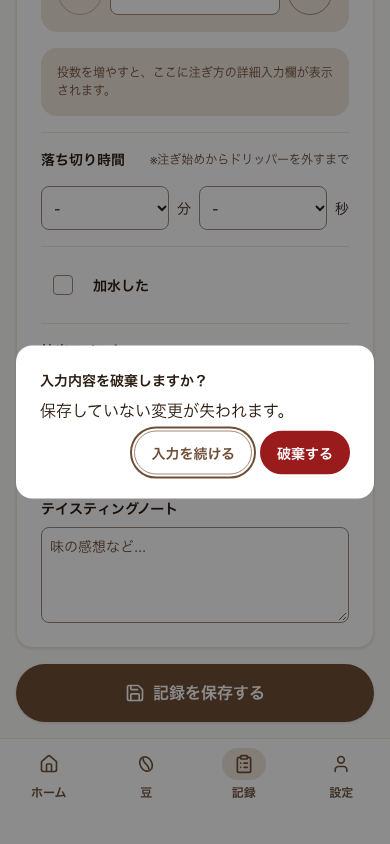 投数を増やすと、ここに注ぎ方の詳細入力欄が表示
されます。
落ち切り時間 ※注ぎ始めからドリッパーを外すまで
- 分 - 秒
加水した
入力内容を破棄しますか？
保存していない変更が失われます。
入力を続ける 破棄する
テイスティングノート
味の感想など...
記録を保存する
ホーム 豆 記録 設定